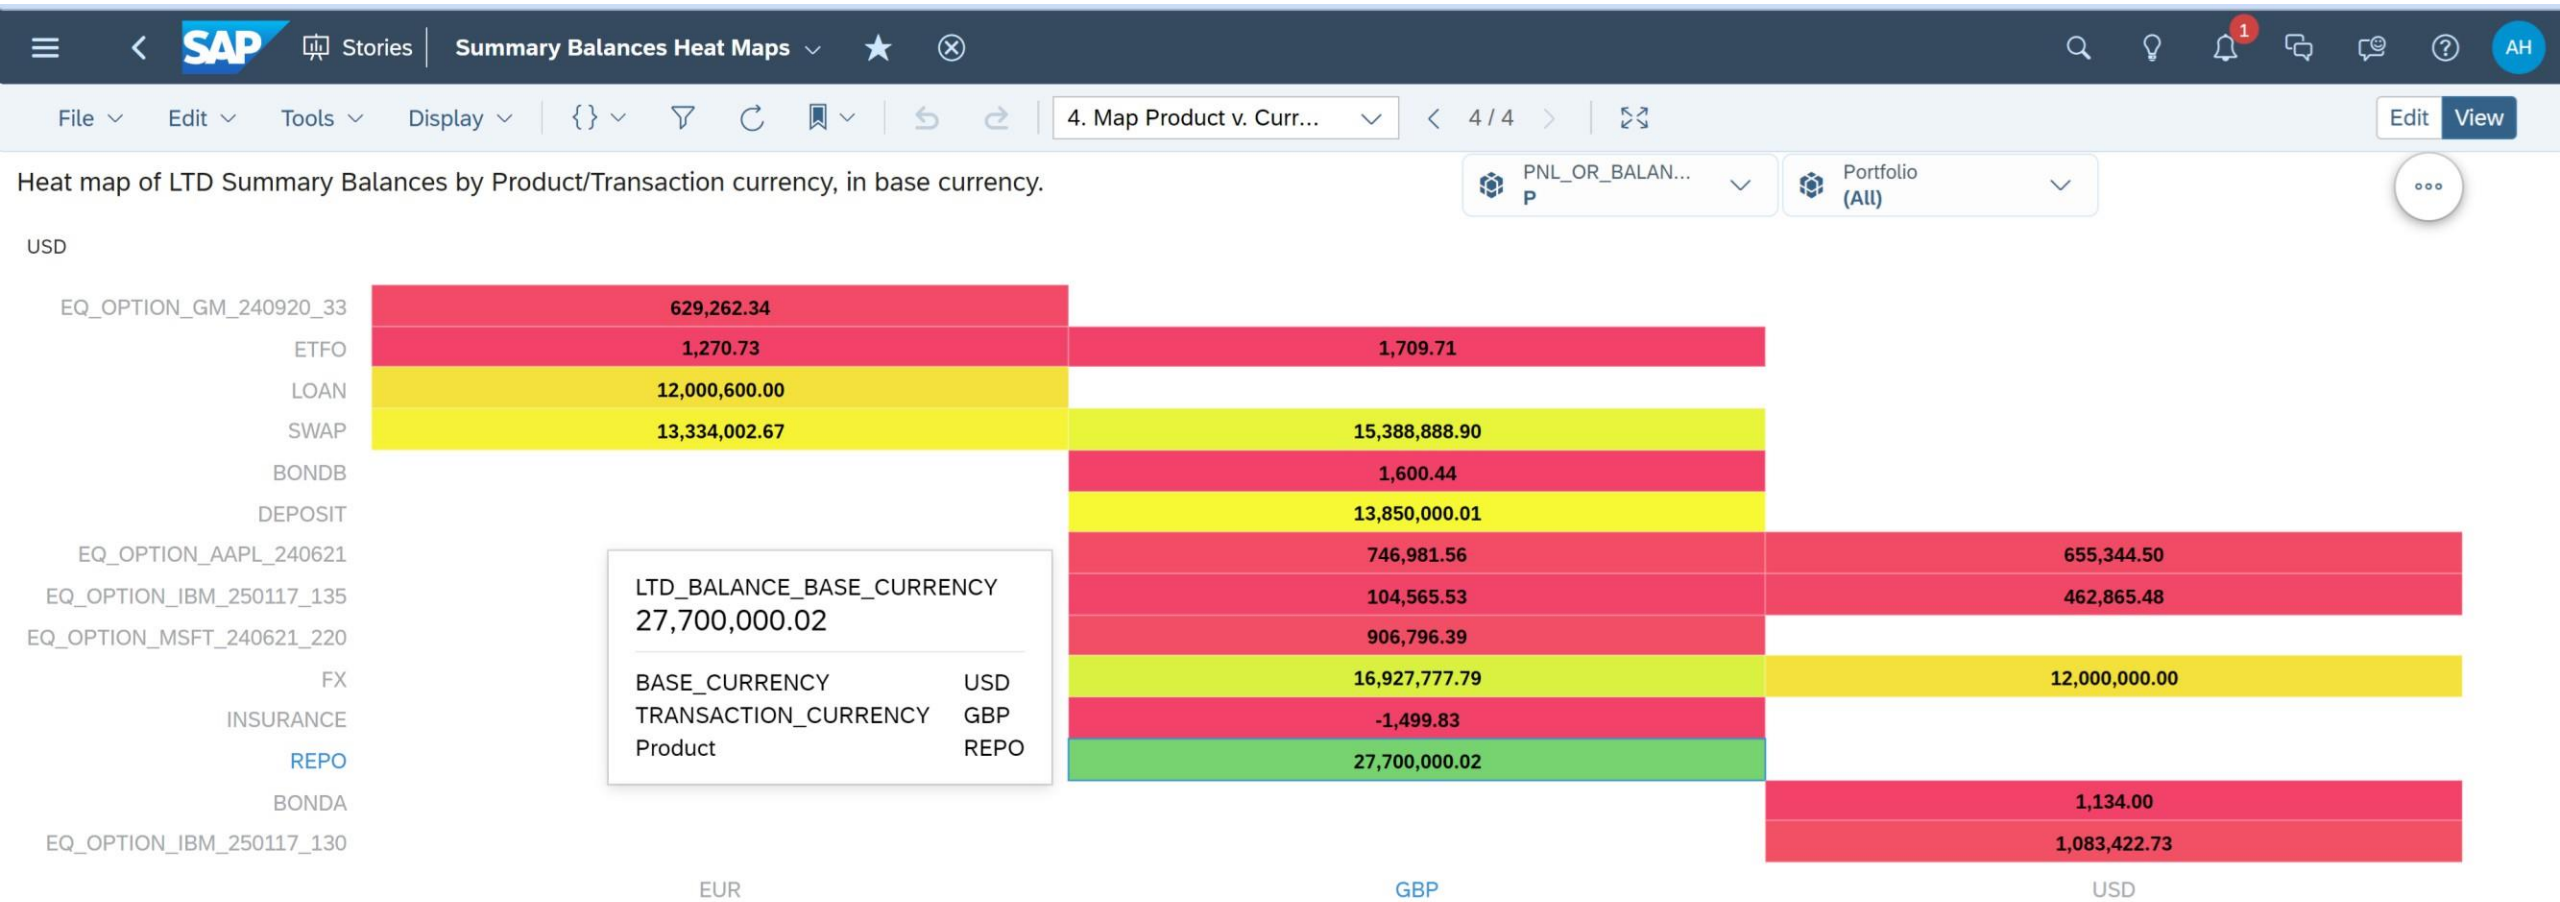 SAP Stories Summary Balances Heat Maps 1 AH
File Edit Tools Display {} 4. Map Product v. Curr... 4 / 4 Edit View
Heat map of LTD Summary Balances by Product/Transaction currency, in base currency.
PNL_OR_BALAN...
P
Portfolio
(All)
USD
EQ_OPTION_GM_240920_33 629,262.34
ETFO 1,270.73 1,709.71
LOAN 12,000,600.00
SWAP 13,334,002.67 15,388,888.90
BONDB 1,600.44
DEPOSIT 13,850,000.01
EQ_OPTION_AAPL_240621 746,981.56 655,344.50
EQ_OPTION_IBM_250117_135 104,565.53 462,865.48
EQ_OPTION_MSFT_240621_220 906,796.39
FX 16,927,777.79 12,000,000.00
INSURANCE -1,499.83
REPO 27,700,000.02
BONDA 1,134.00
EQ_OPTION_IBM_250117_130 1,083,422.73
EUR GBP USD
LTD_BALANCE_BASE_CURRENCY
27,700,000.02
BASE_CURRENCY USD
TRANSACTION_CURRENCY GBP
Product REPO